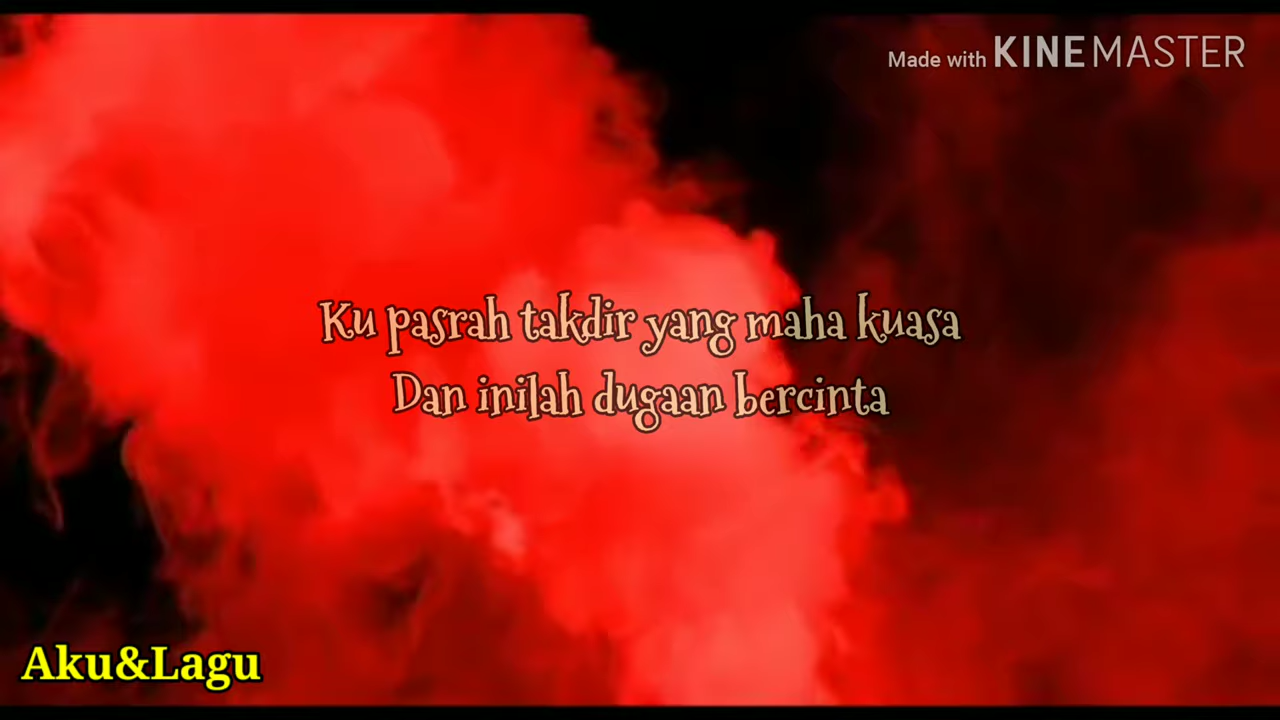 Made with KINEMASTER
Ku pasrah takdir yang maha kuasa
Dan inilah dugaan bercinta
Aku&Lagu